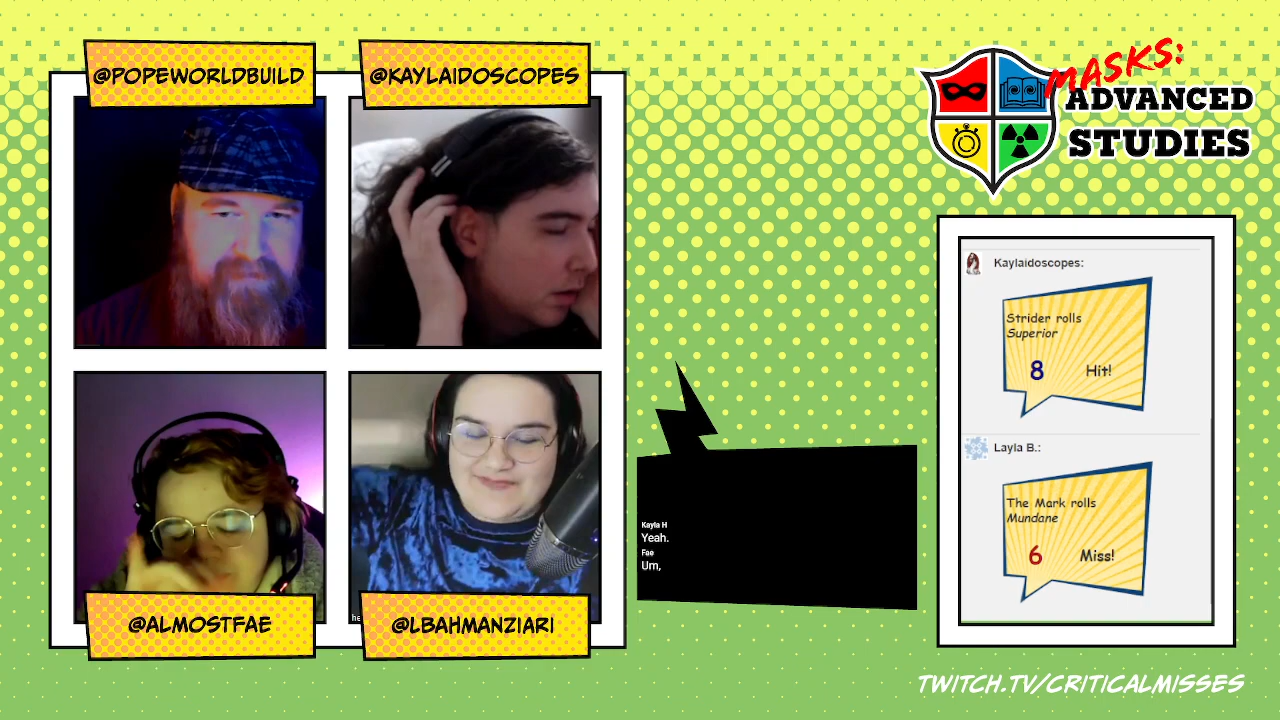 @POPEWORLDBUILD
@KAYLAIDOSCOPES
MASKS:
ADVANCED
STUDIES
Kaylaidoscopes:
Strider rolls
Superior
8 Hit!
Layla B.:
The Mark rolls
Mundane
6 Miss!
Kayla H
Yeah.
Fae
Um,
he
@ALMOSTFAE
@LBAHMANZIARI
TWITCH.TV/CRITICALMISSES